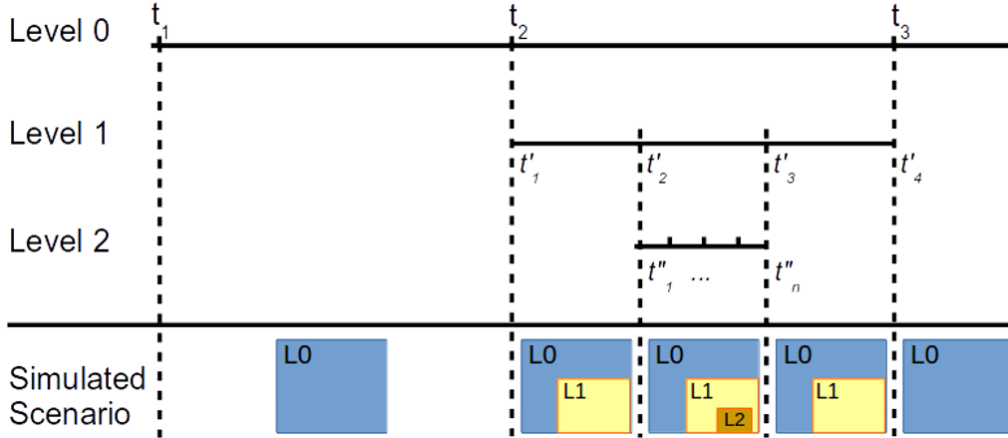 Level 0 t₁ t₂ t₃
Level 1
t'₁ t'₂ t'₃ t'₄
Level 2
t"₁ ... t"ₙ
Simulated
Scenario
L0 L0 L0 L0 L0
L1 L1 L1
L2